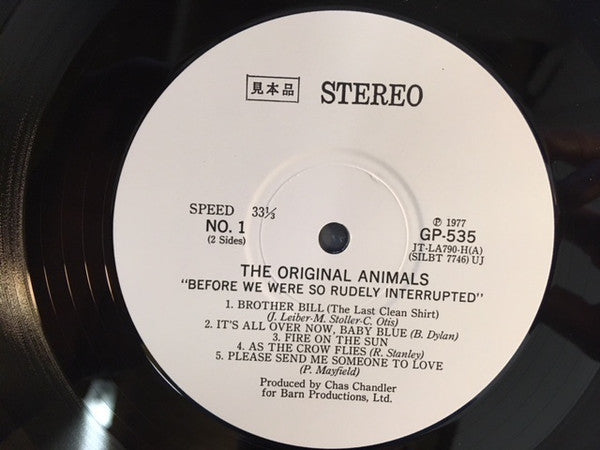 見本品 STEREO
SPEED 33⅓
NO. 1
(2 Sides)
℗ 1977
GP-535
JT-LA790-H(A)
(SILBT 7746) UJ
THE ORIGINAL ANIMALS
"BEFORE WE WERE SO RUDELY INTERRUPTED"
1. BROTHER BILL (The Last Clean Shirt)
(J. Leiber-M. Stoller-C. Otis)
2. IT'S ALL OVER NOW, BABY BLUE (B. Dylan)
3. FIRE ON THE SUN
4. AS THE CROW FLIES (R. Stanley)
5. PLEASE SEND ME SOMEONE TO LOVE
(P. Mayfield)
Produced by Chas Chandler
for Barn Productions, Ltd.